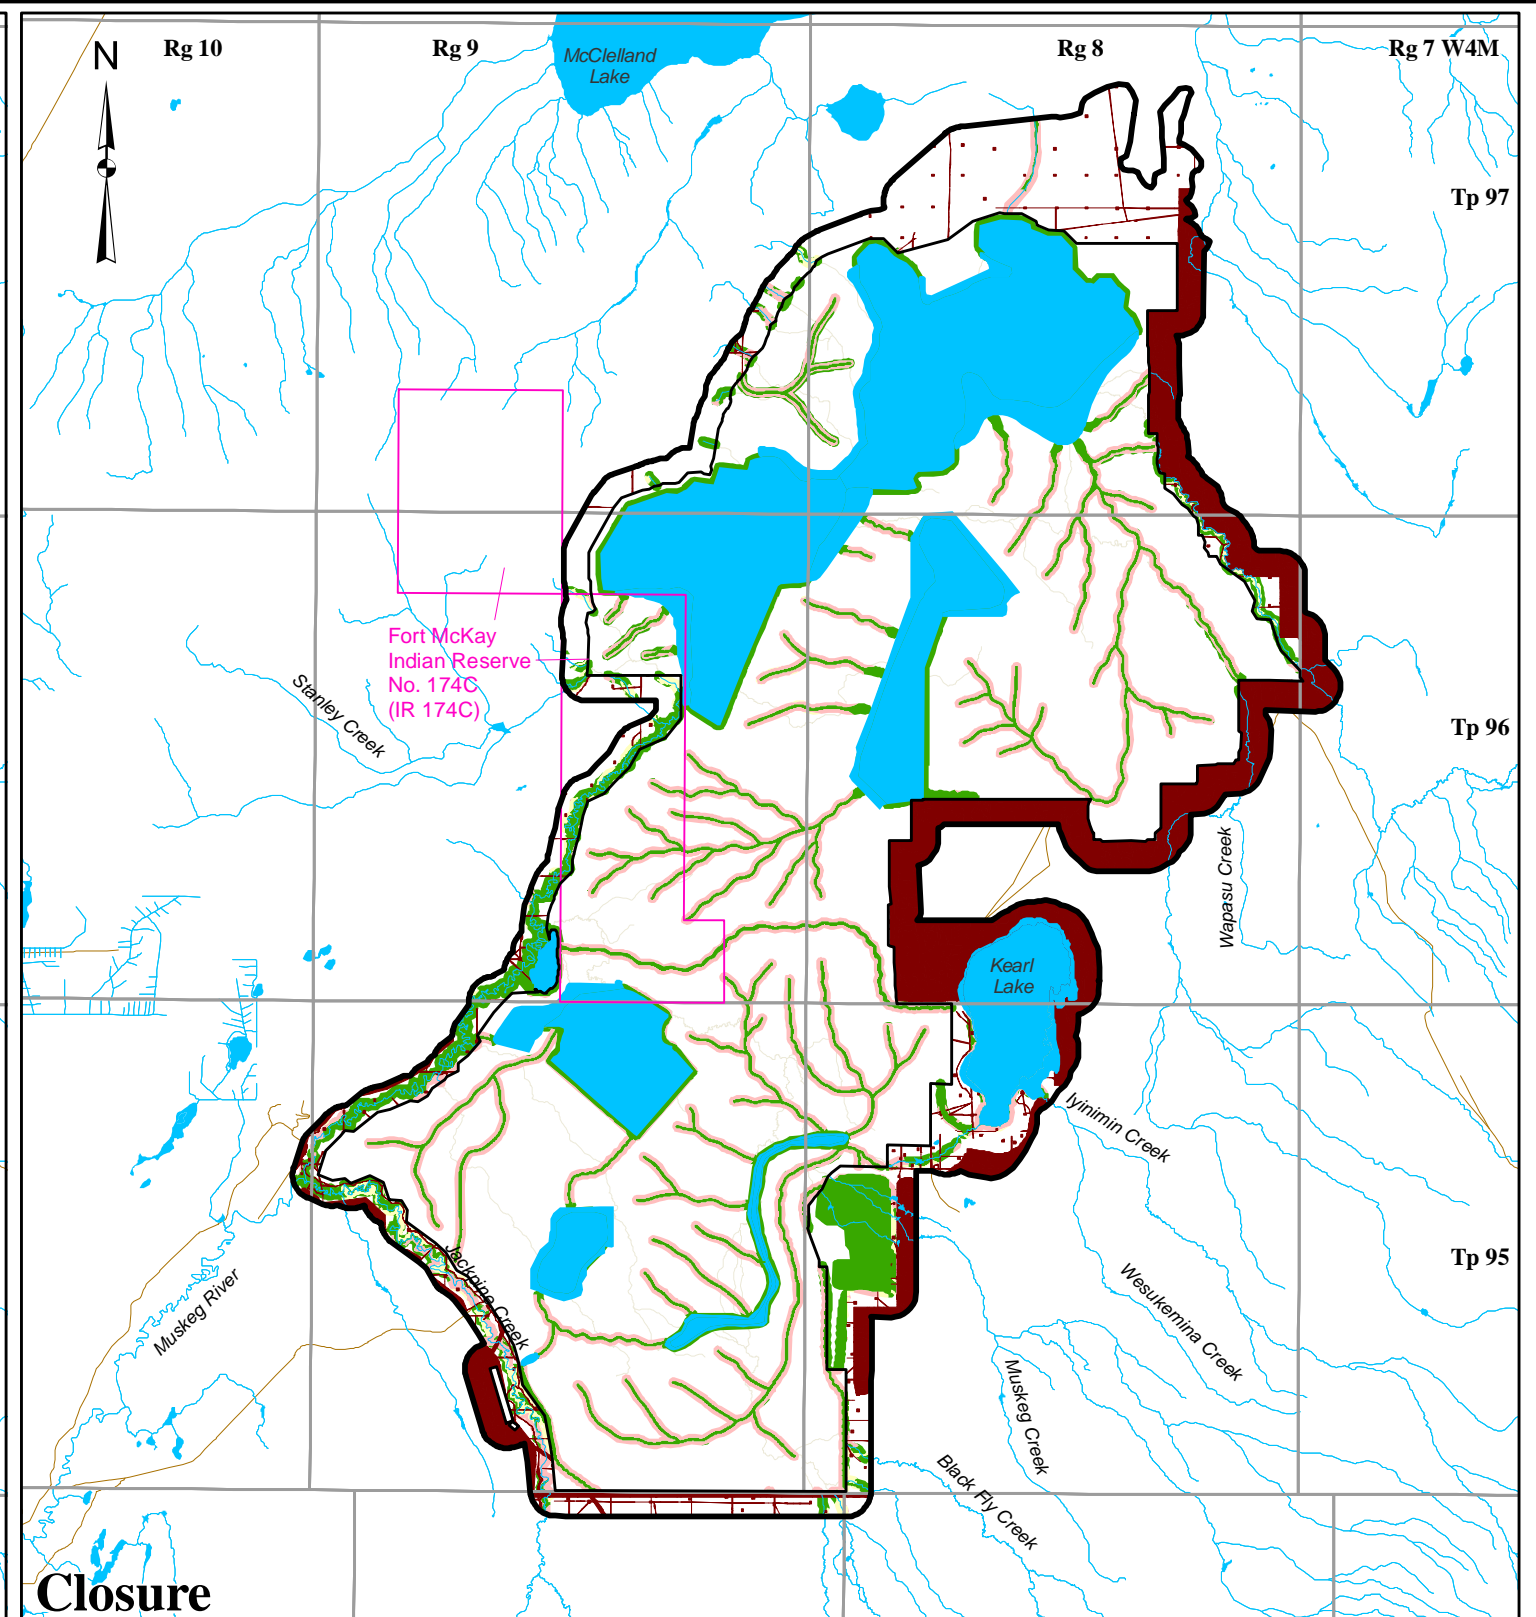 N
Rg 10
Rg 9
Rg 8
Rg 7 W4M
McClelland
Lake
Tp 97
Fort McKay
Indian Reserve
No. 174C
(IR 174C)
Stanley Creek
Tp 96
Wapasu Creek
Kearl
Lake
Iyinimin Creek
Muskeg River
Jackpine Creek
Tp 95
Wesukemina Creek
Muskeg Creek
Black Fly Creek
Closure